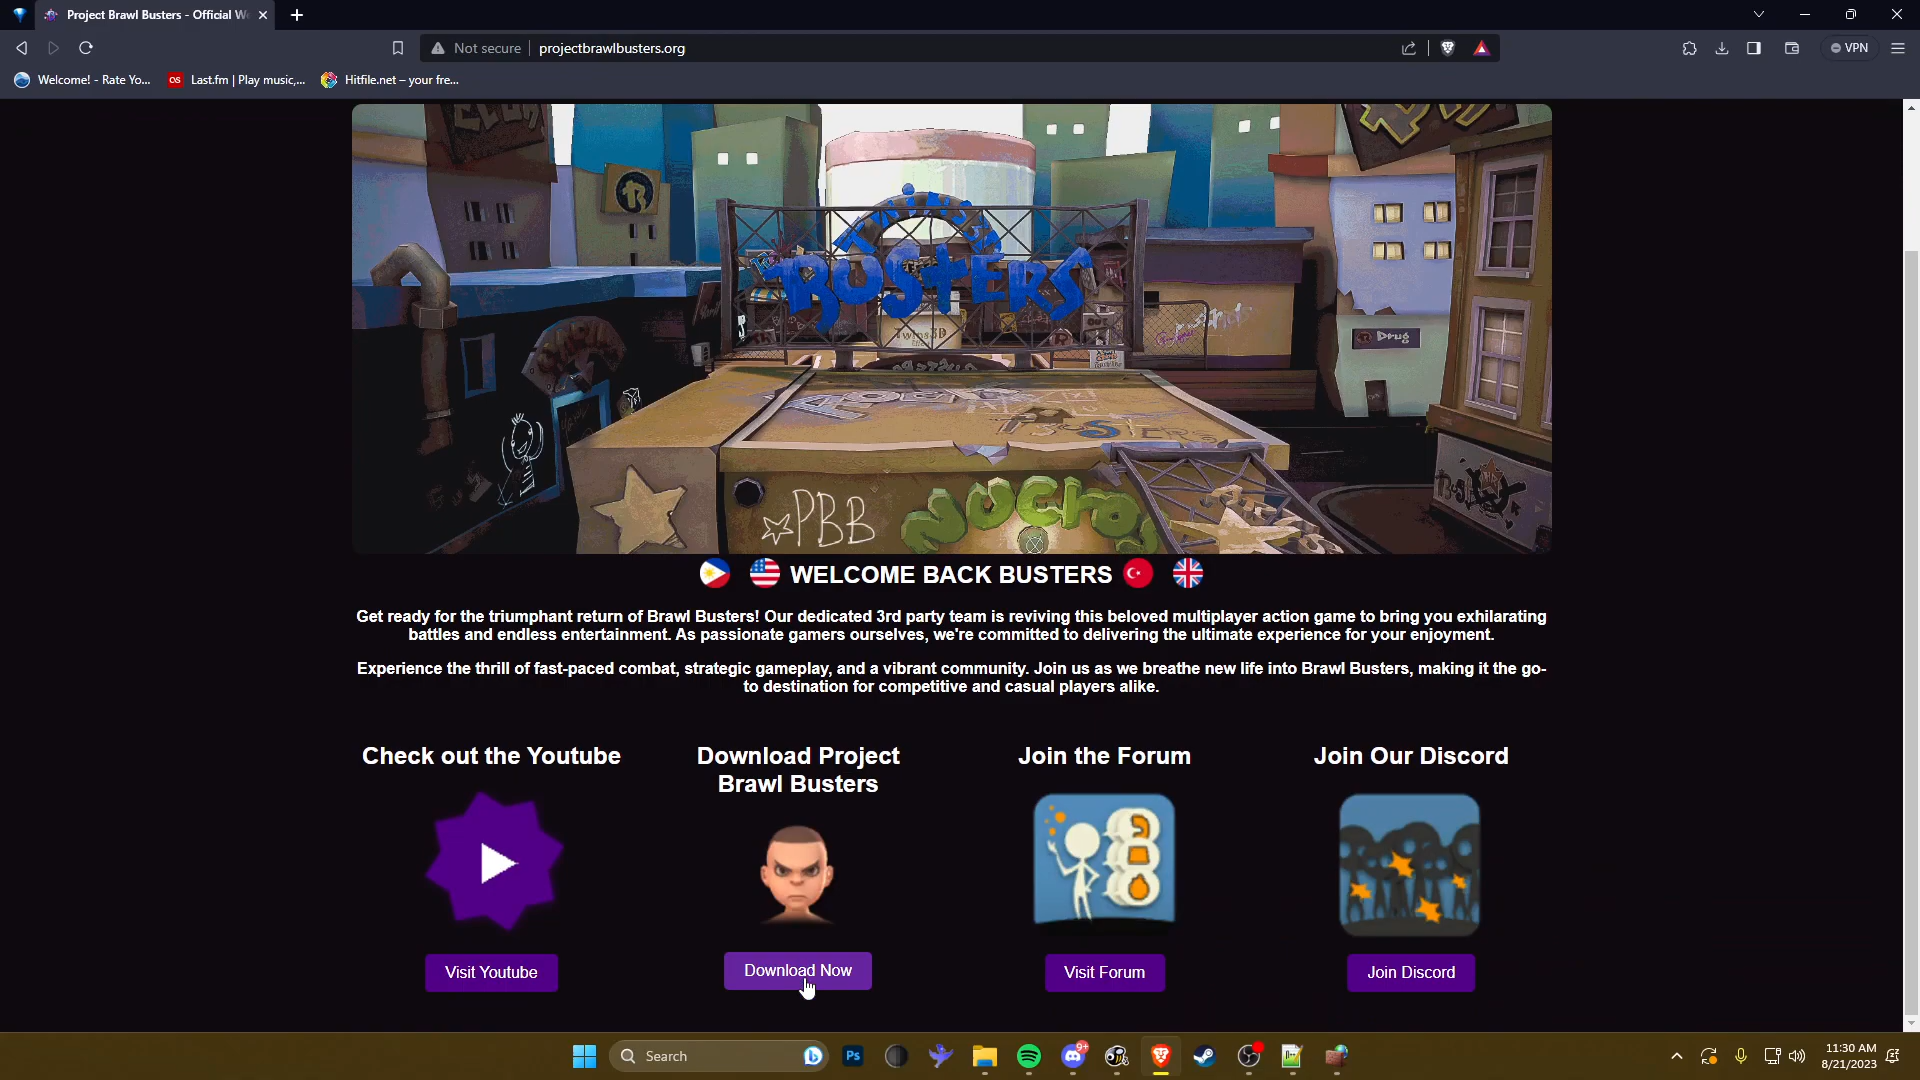 Project Brawl Busters - Official W
Not secure projectbrawlbusters.org
VPN
Welcome! - Rate Yo...
Last.fm | Play music,...
Hitfile.net – your fre...
BUSTERS
Drug
PBB
WELCOME BACK BUSTERS
Get ready for the triumphant return of Brawl Busters! Our dedicated 3rd party team is reviving this beloved multiplayer action game to bring you exhilarating
battles and endless entertainment. As passionate gamers ourselves, we're committed to delivering the ultimate experience for your enjoyment.
Experience the thrill of fast-paced combat, strategic gameplay, and a vibrant community. Join us as we breathe new life into Brawl Busters, making it the go-
to destination for competitive and casual players alike.
Check out the Youtube
Download Project
Brawl Busters
Join the Forum
Join Our Discord
Visit Youtube
Download Now
Visit Forum
Join Discord
Search
Ps
9+
11:30 AM
8/21/2023